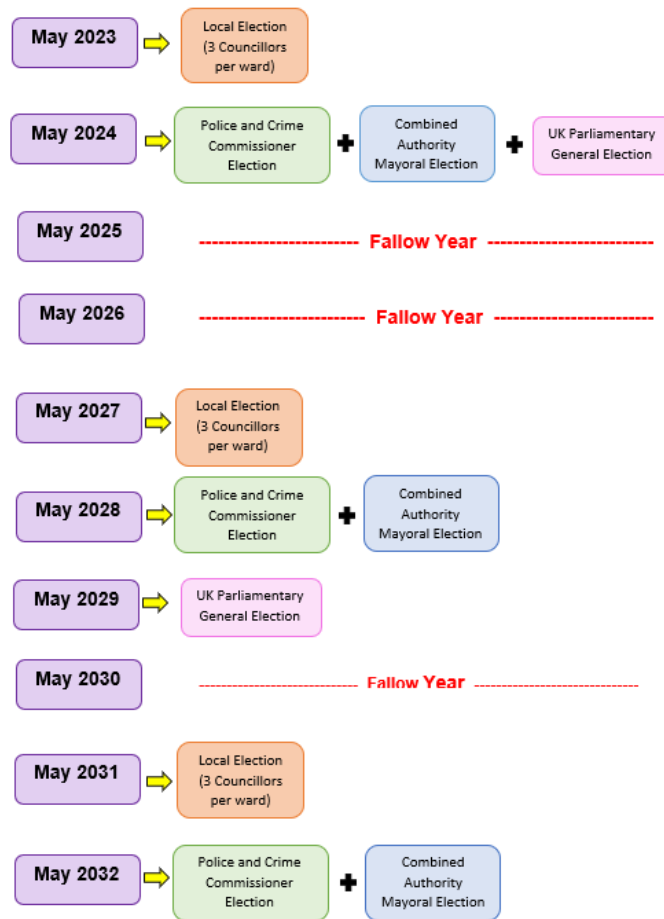 May 2023
Local Election
(3 Councillors
per ward)
May 2024
Police and Crime
Commissioner
Election
Combined
Authority
Mayoral Election
UK Parliamentary
General Election
May 2025
Fallow Year
May 2026
Fallow Year
May 2027
Local Election
(3 Councillors
per ward)
May 2028
Police and Crime
Commissioner
Election
Combined
Authority
Mayoral Election
May 2029
UK Parliamentary
General Election
May 2030
Fallow Year
May 2031
Local Election
(3 Councillors
per ward)
May 2032
Police and Crime
Commissioner
Election
Combined
Authority
Mayoral Election